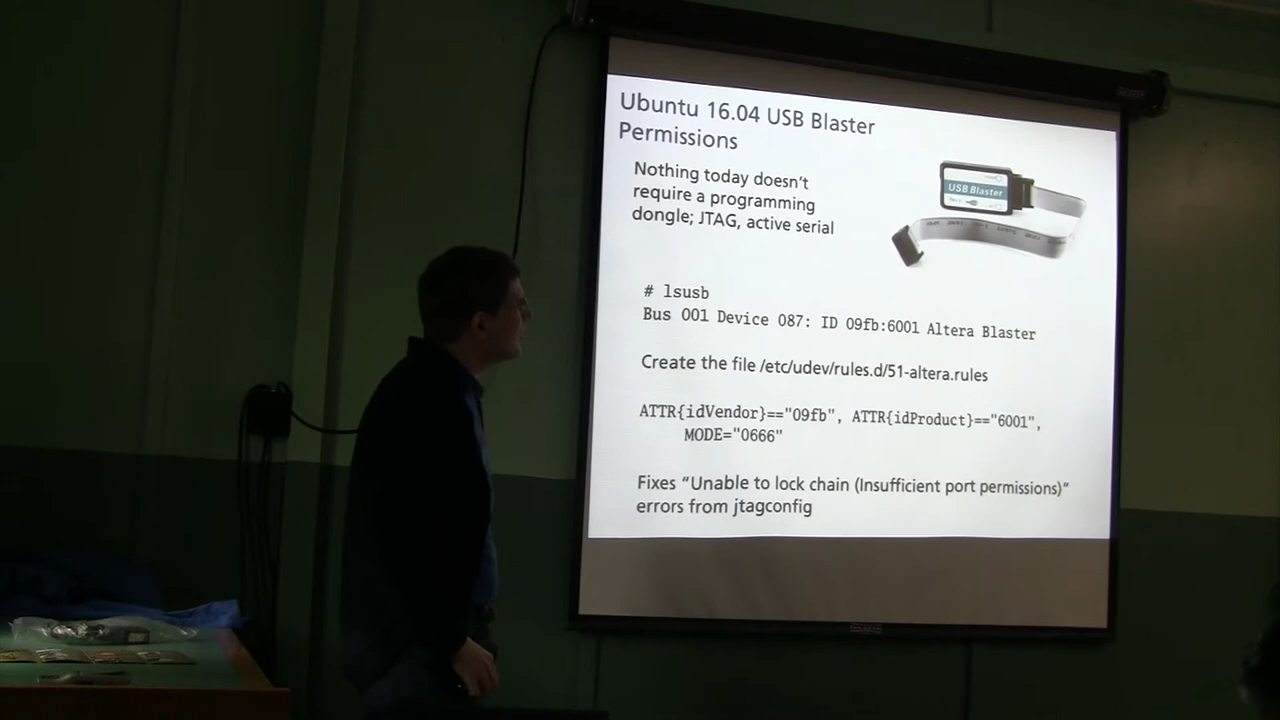 Ubuntu 16.04 USB Blaster
Permissions
Nothing today doesn't
require a programming
dongle; JTAG, active serial
USB Blaster
# lsusb
Bus 001 Device 087: ID 09fb:6001 Altera Blaster
Create the file /etc/udev/rules.d/51-altera.rules
ATTR{idVendor}=="09fb", ATTR{idProduct}=="6001",
MODE="0666"
Fixes "Unable to lock chain (Insufficient port permissions)"
errors from jtagconfig